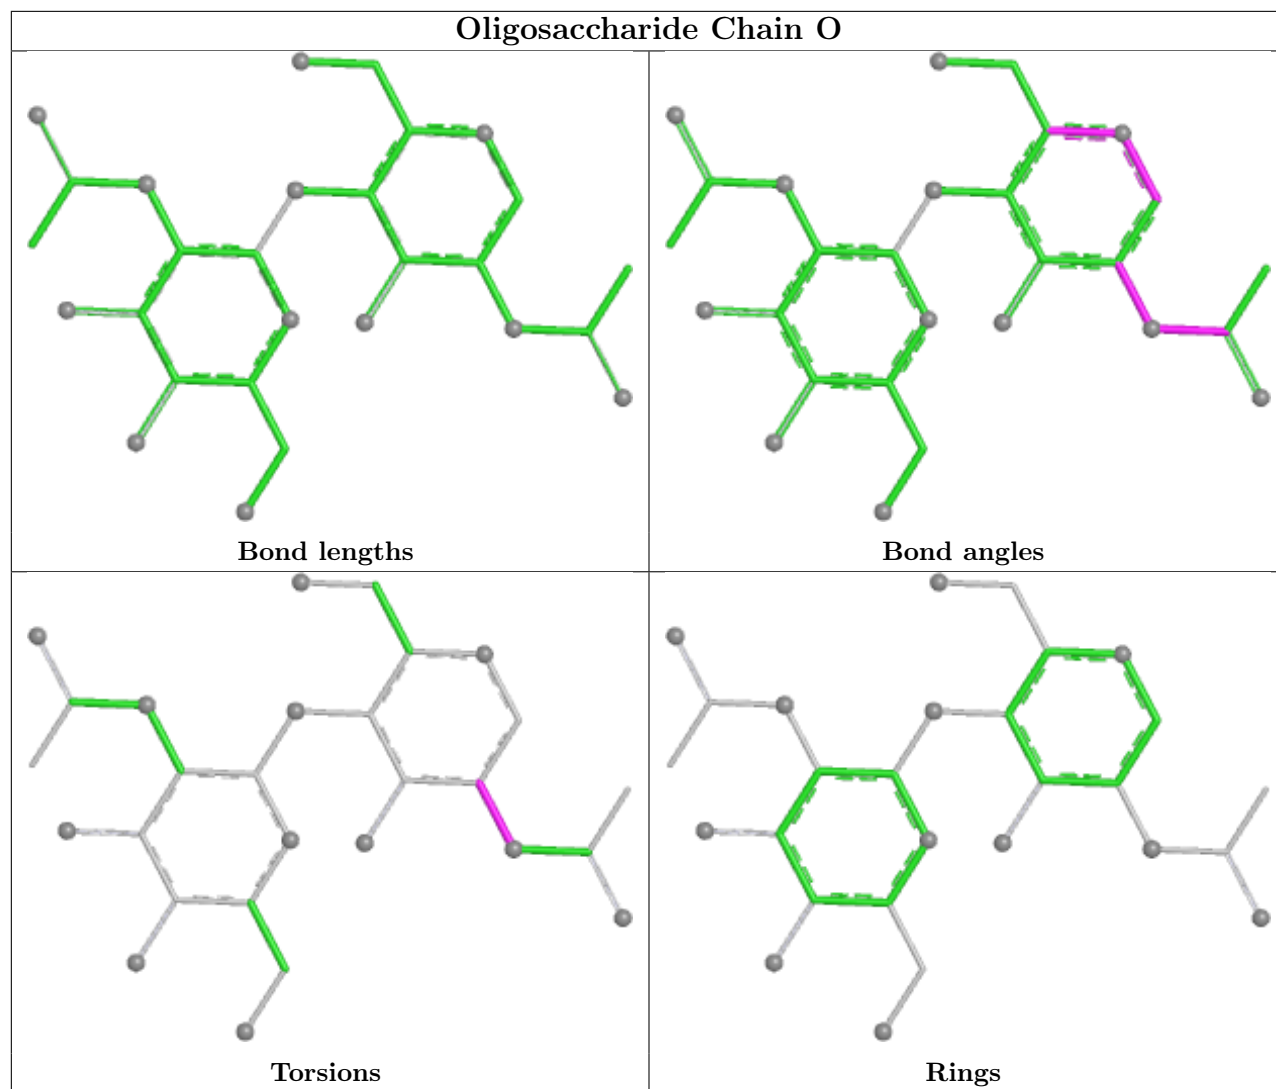 Oligosaccharide Chain O
Bond lengths
Bond angles
Torsions
Rings